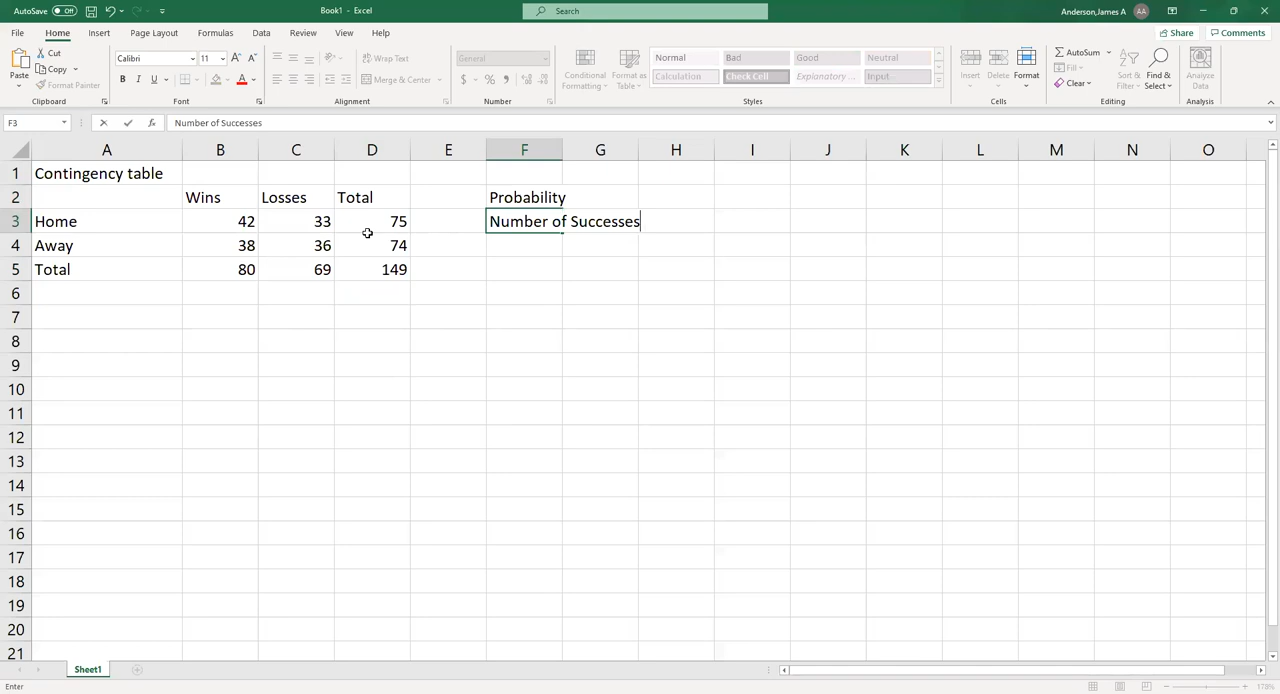 AutoSave Off Book1 - Excel Search Anderson,James A AA
File Home Insert Page Layout Formulas Data Review View Help Share Comments
Paste Cut Copy Format Painter Clipboard
Calibri 11 A A B I U A Font
Wrap Text Merge & Center Alignment
General $ % , Number
Conditional Formatting Format as Table Normal Bad Good Neutral Calculation Check Cell Explanatory ... Input Styles
Insert Delete Format Cells
AutoSum Fill Clear Sort & Filter Find & Select Editing
Analyze Data Analysis
F3 fx Number of Successes
A B C D E F G H I J K L M N O
1 Contingency table
2 Wins Losses Total Probability
3 Home 42 33 75 Number of Successes
4 Away 38 36 74
5 Total 80 69 149
6
7
8
9
10
11
12
13
14
15
16
17
18
19
20
21
Sheet1
Enter 178%